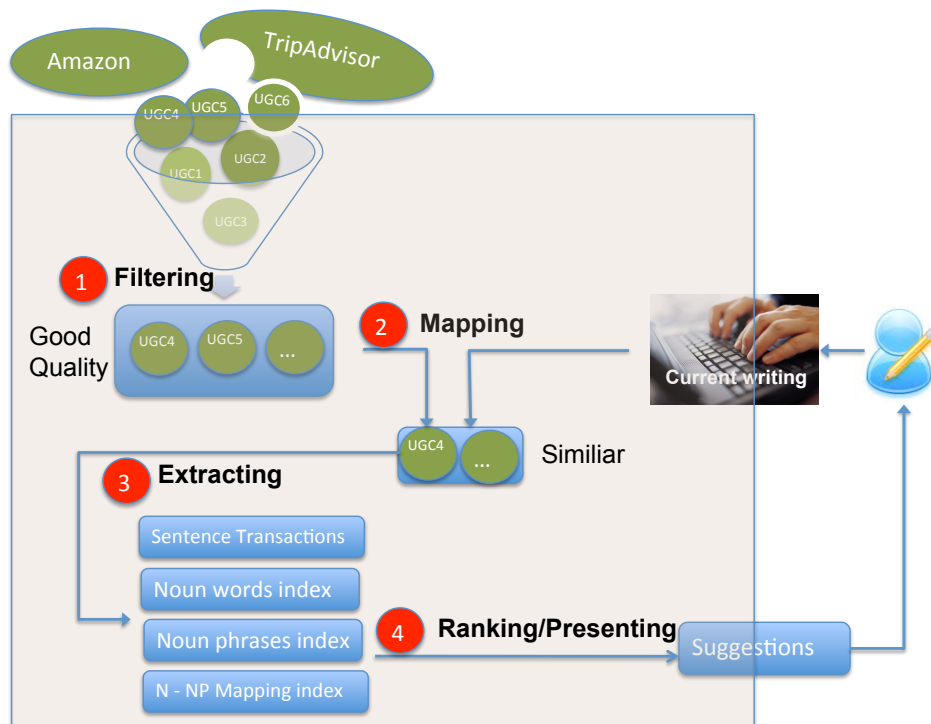 Amazon
TripAdvisor
UGC4
UGC5
UGC6
UGC1
UGC2
UGC3
1 Filtering
Good
Quality
UGC4
UGC5
...
2 Mapping
Current writing
UGC4
...
Similiar
3 Extracting
Sentence Transactions
Noun words index
Noun phrases index
N - NP Mapping index
4 Ranking/Presenting
Suggestions